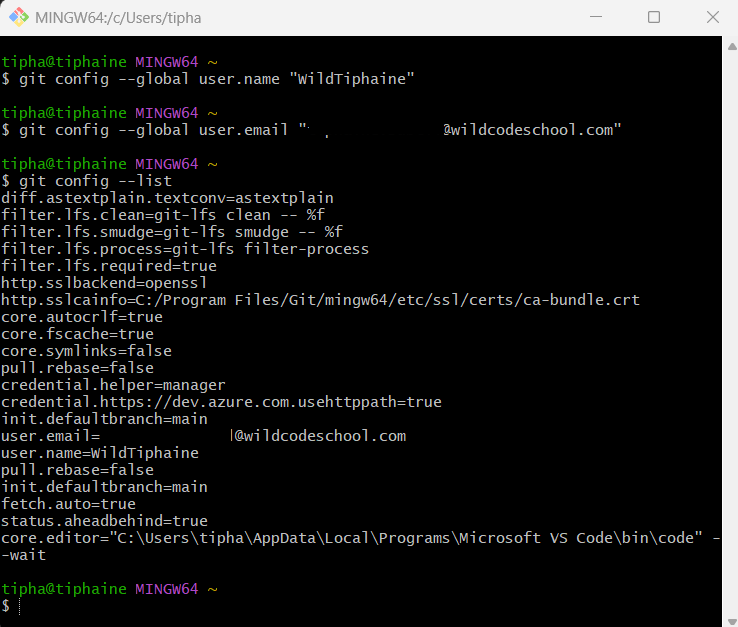 MINGW64:/c/Users/tipha
tipha@tiphaine MINGW64 ~
$ git config --global user.name "WildTiphaine"
tipha@tiphaine MINGW64 ~
$ git config --global user.email " @wildcodeschool.com"
tipha@tiphaine MINGW64 ~
$ git config --list
diff.astextplain.textconv=astextplain
filter.lfs.clean=git-lfs clean -- %f
filter.lfs.smudge=git-lfs smudge -- %f
filter.lfs.process=git-lfs filter-process
filter.lfs.required=true
http.sslbackend=openssl
http.sslcainfo=C:/Program Files/Git/mingw64/etc/ssl/certs/ca-bundle.crt
core.autocrlf=true
core.fscache=true
core.symlinks=false
pull.rebase=false
credential.helper=manager
credential.https://dev.azure.com.usehttppath=true
init.defaultbranch=main
user.email= @wildcodeschool.com
user.name=WildTiphaine
pull.rebase=false
init.defaultbranch=main
fetch.auto=true
status.aheadbehind=true
core.editor="C:\Users\tipha\AppData\Local\Programs\Microsoft VS Code\bin\code" -
-wait
tipha@tiphaine MINGW64 ~
$